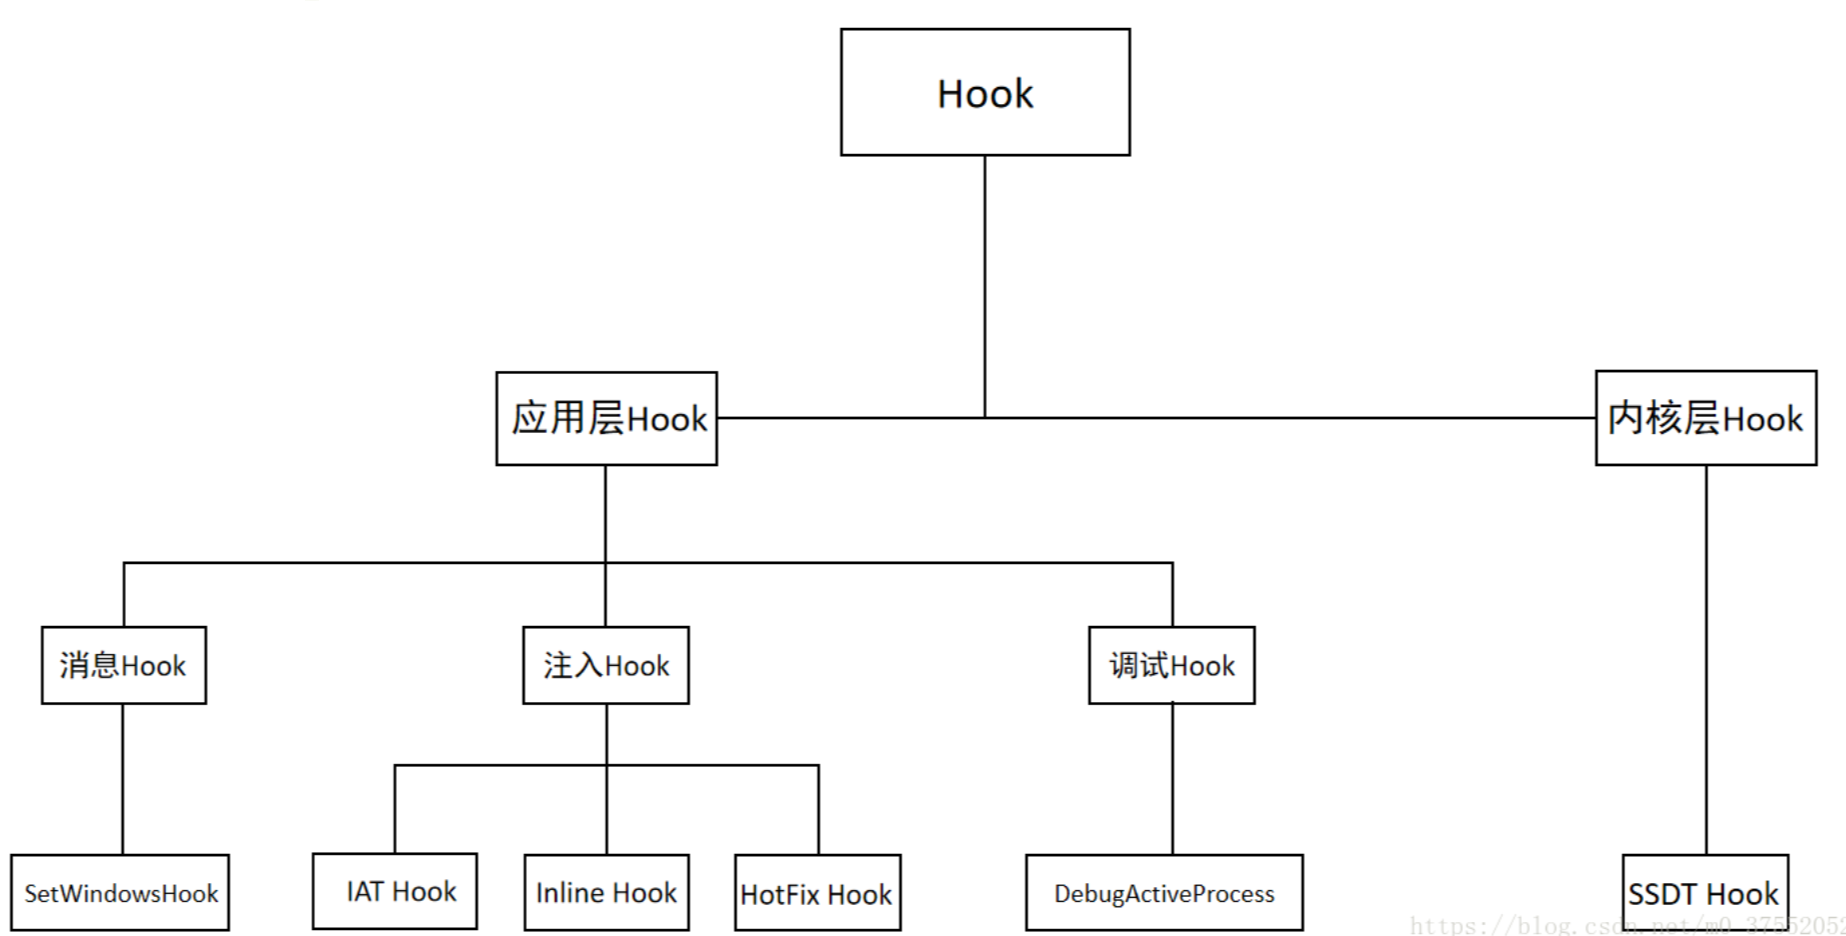 Hook
应用层Hook
内核层Hook
消息Hook
注入Hook
调试Hook
SetWindowsHook
IAT Hook
Inline Hook
HotFix Hook
DebugActiveProcess
SSDT Hook
https://blog.csdn.net/m0_37552052